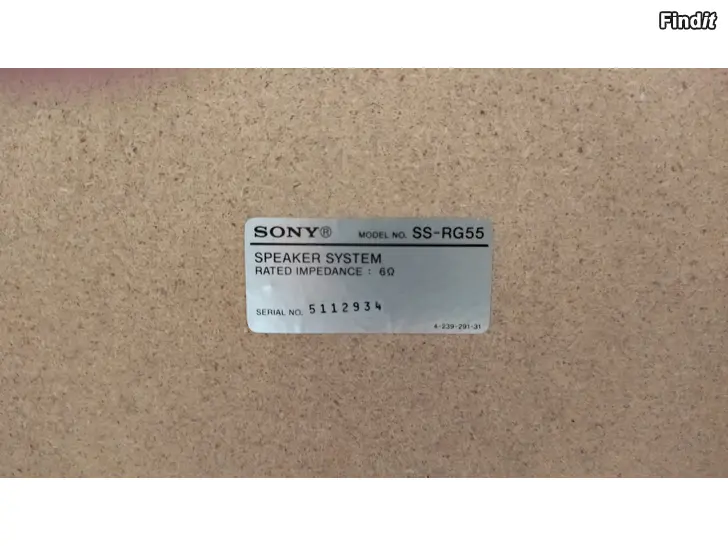 Findit
SONY® MODEL NO. SS-RG55
SPEAKER SYSTEM
RATED IMPEDANCE : 6Ω
SERIAL NO. 5112934
4-239-291-31